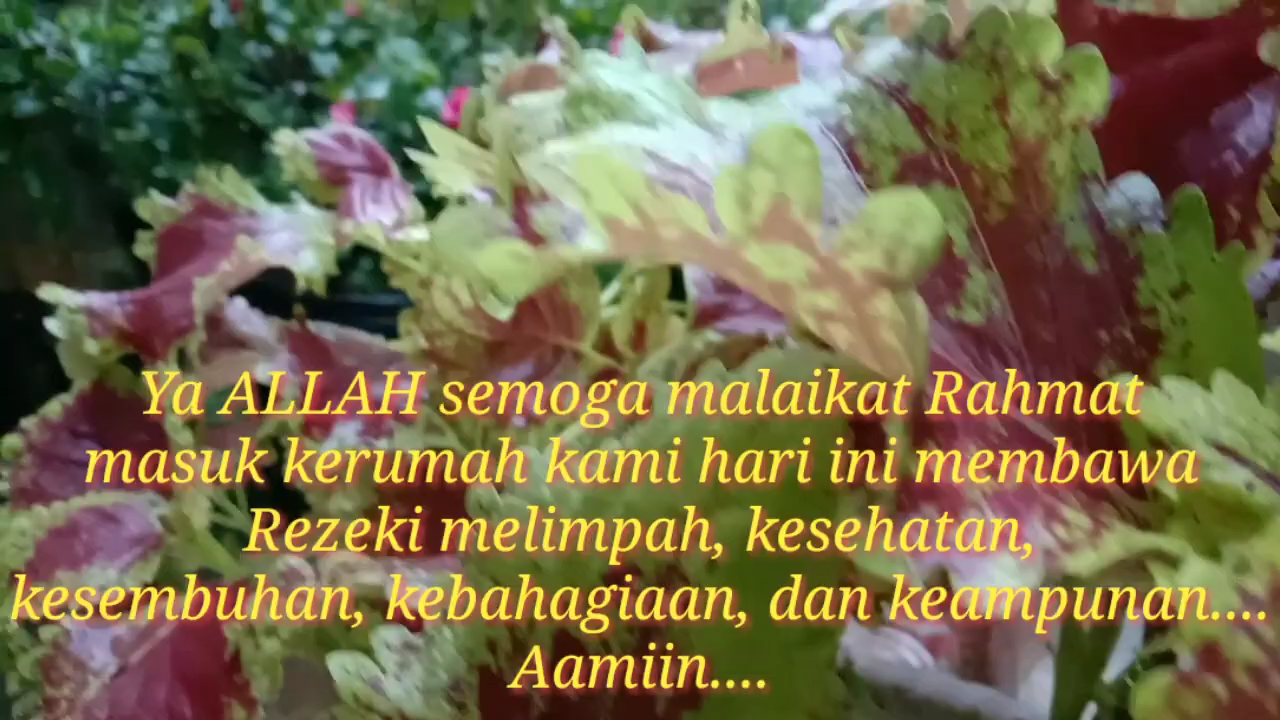 Ya ALLAH semoga malaikat Rahmat
masuk kerumah kami hari ini membawa
Rezeki melimpah, kesehatan,
kesembuhan, kebahagiaan, dan keampunan....
Aamiin....